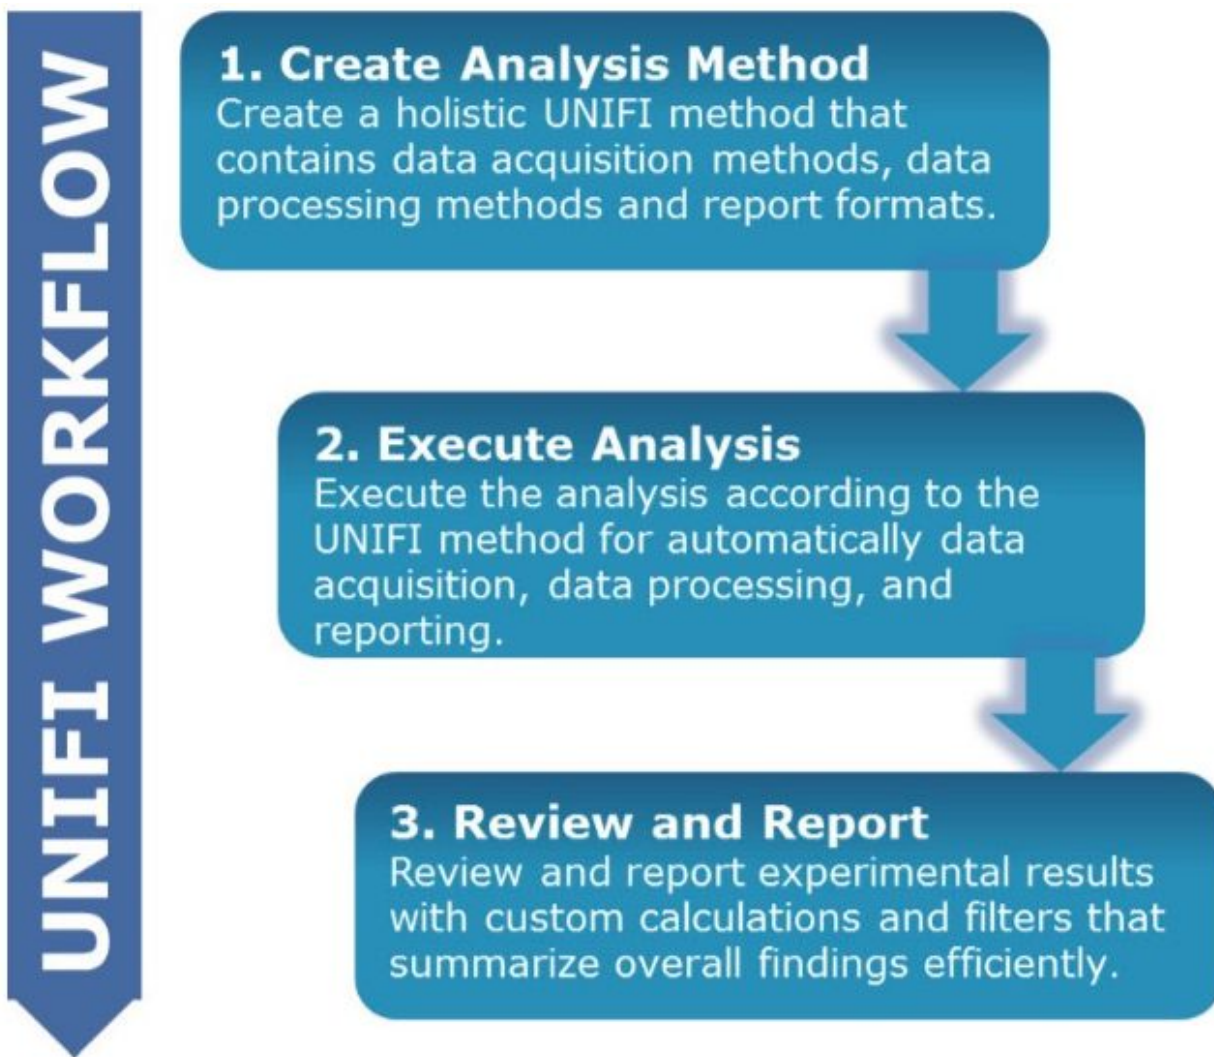 UNIFI WORKFLOW
1. Create Analysis Method
Create a holistic UNIFI method that
contains data acquisition methods, data
processing methods and report formats.
2. Execute Analysis
Execute the analysis according to the
UNIFI method for automatically data
acquisition, data processing, and
reporting.
3. Review and Report
Review and report experimental results
with custom calculations and filters that
summarize overall findings efficiently.